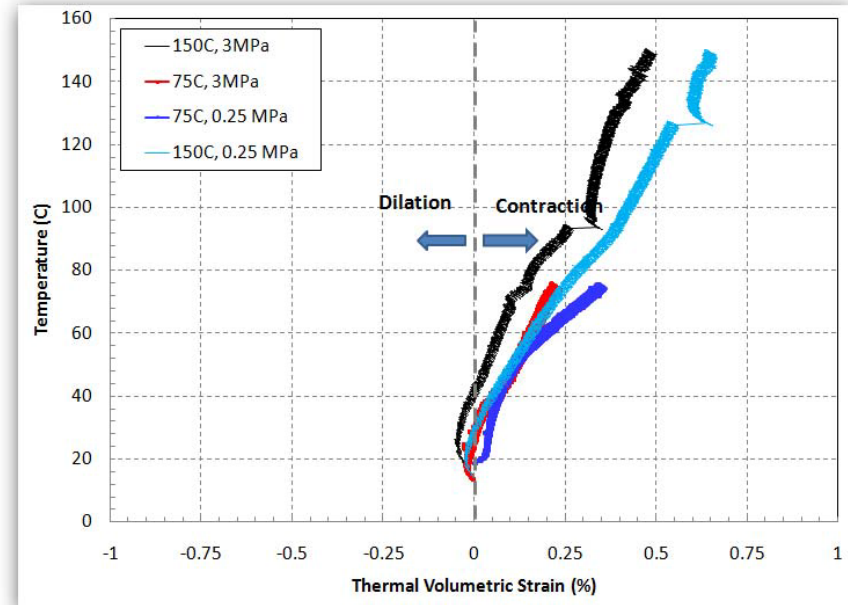 160
140
120
100
80
60
40
20
0
Temperature (C)
150C, 3MPa
75C, 3MPa
75C, 0.25 MPa
150C, 0.25 MPa
Dilation
Contraction
-1 -0.75 -0.5 -0.25 0 0.25 0.5 0.75 1
Thermal Volumetric Strain (%)